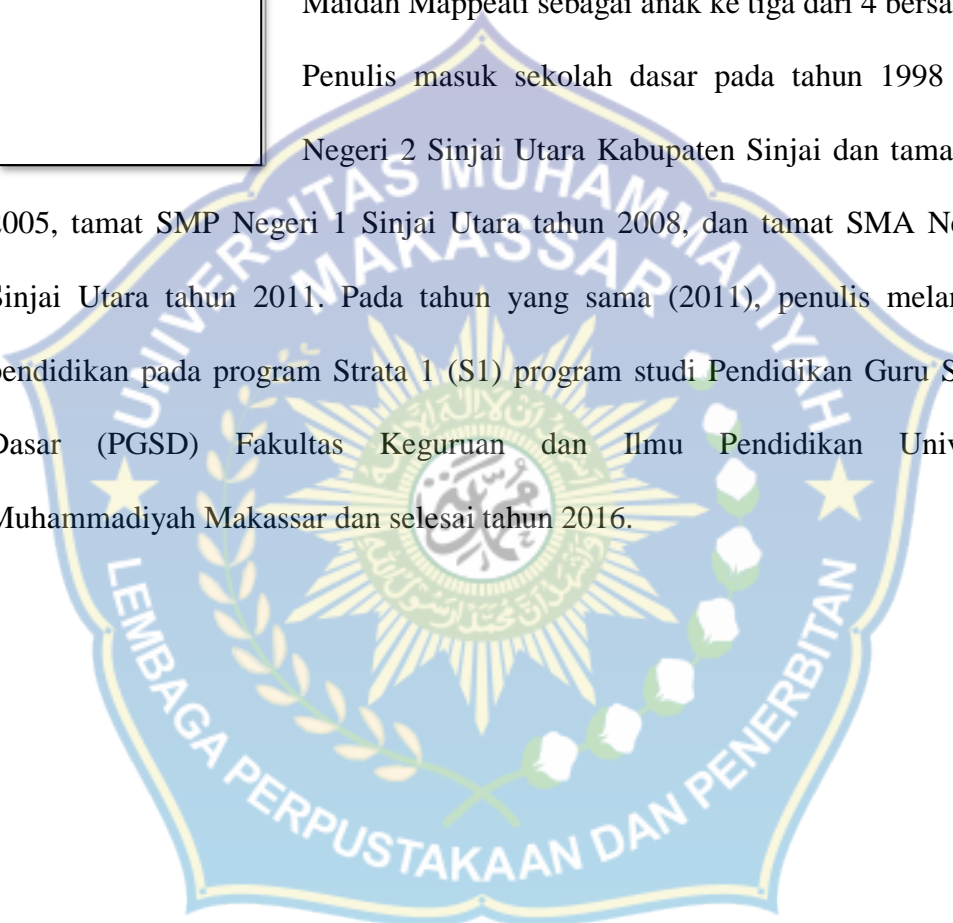 Maidah Mappeati sebagai anak ke tiga dari 4 bersa
Penulis masuk sekolah dasar pada tahun 1998
Negeri 2 Sinjai Utara Kabupaten Sinjai dan tama
2005, tamat SMP Negeri 1 Sinjai Utara tahun 2008, dan tamat SMA Ne
Sinjai Utara tahun 2011. Pada tahun yang sama (2011), penulis melan
pendidikan pada program Strata 1 (S1) program studi Pendidikan Guru S
Dasar (PGSD) Fakultas Keguruan dan Ilmu Pendidikan Univ
Muhammadiyah Makassar dan selesai tahun 2016.
UNIVERSITAS MUHAMMADIYAH
MAKASSAR
LEMBAGA PERPUSTAKAAN DAN PENERBITAN